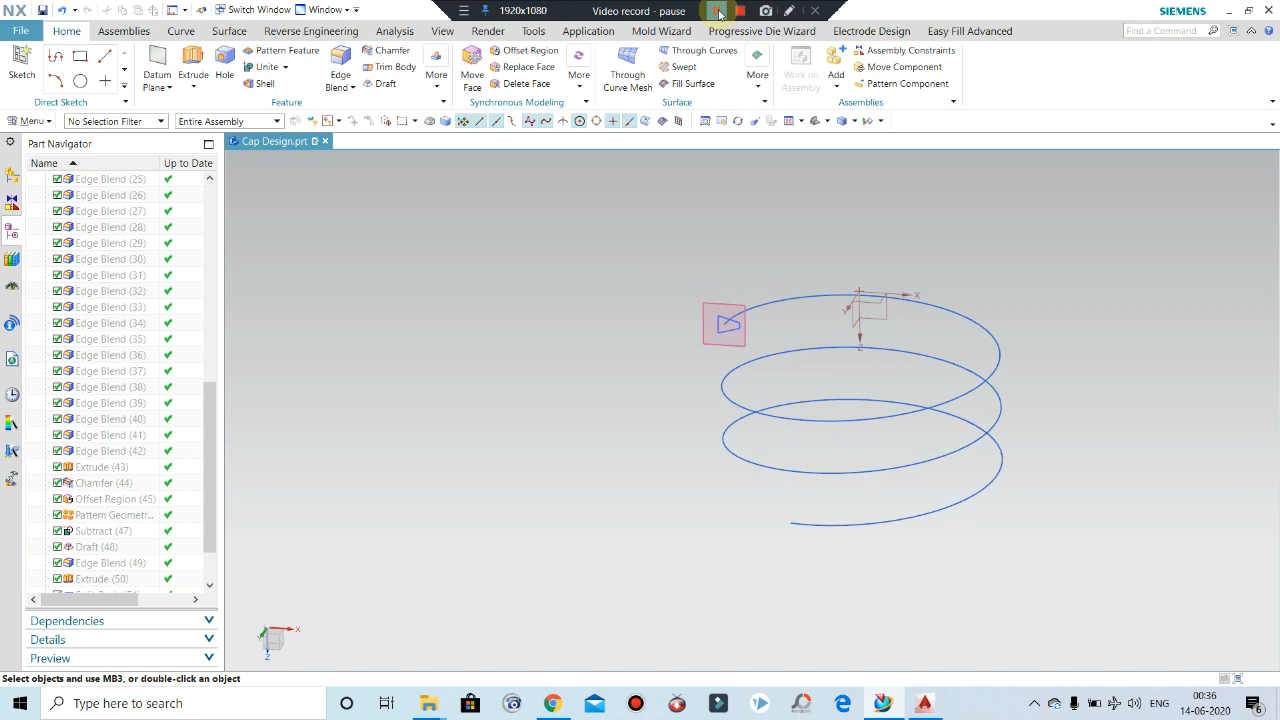 NX
Switch Window
Window
1920x1080
Video record - pause
SIEMENS
File
Home
Assemblies
Curve
Surface
Reverse Engineering
Analysis
View
Render
Tools
Application
Mold Wizard
Progressive Die Wizard
Electrode Design
Easy Fill Advanced
Find a Command
Sketch
Direct Sketch
Datum Plane
Extrude
Hole
Pattern Feature
Unite
Shell
Edge Blend
Chamfer
Trim Body
Draft
More
Feature
Move Face
Offset Region
Replace Face
Delete Face
More
Synchronous Modeling
Through Curve Mesh
Through Curves
Swept
Fill Surface
More
Surface
Work on Assembly
Add
Assembly Constraints
Move Component
Pattern Component
Assemblies
Menu
No Selection Filter
Entire Assembly
Part Navigator
Cap Design.prt
Name
Up to Date
Edge Blend (25)
Edge Blend (26)
Edge Blend (27)
Edge Blend (28)
Edge Blend (29)
Edge Blend (30)
Edge Blend (31)
Edge Blend (32)
Edge Blend (33)
Edge Blend (34)
Edge Blend (35)
Edge Blend (36)
Edge Blend (37)
Edge Blend (38)
Edge Blend (39)
Edge Blend (40)
Edge Blend (41)
Edge Blend (42)
Extrude (43)
Chamfer (44)
Offset Region (45)
Pattern Geometr...
Subtract (47)
Draft (48)
Edge Blend (49)
Extrude (50)
Dependencies
Details
Preview
X
Y
Z
X
Z
Select objects and use MB3, or double-click an object
Type here to search
ENG
00:36
14-06-2020
6